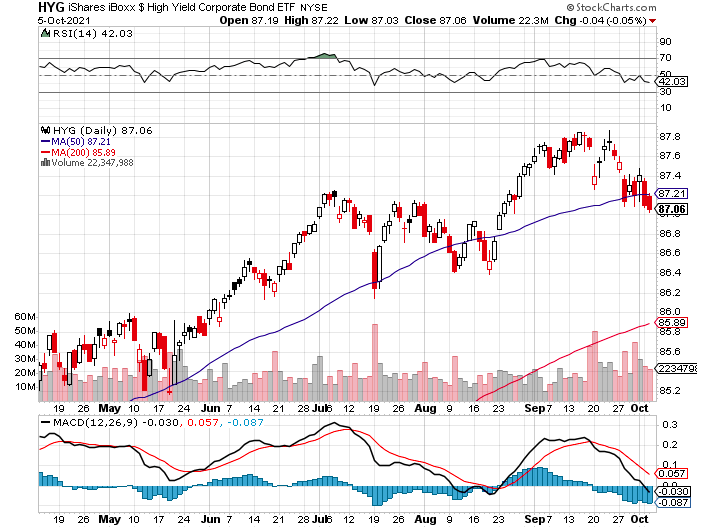 HYG iShares iBoxx $ High Yield Corporate Bond ETF NYSE © StockCharts.com
5-Oct-2021 Open 87.19 High 87.22 Low 87.03 Close 87.06 Volume 22.3M Chg -0.04 (-0.05%)
RSI(14) 42.03
90
70
50
42.03
30
10
HYG (Daily) 87.06
MA(50) 87.21
MA(200) 85.89
Volume 22,347,988
87.8
87.6
87.4
87.21
87.06
86.8
86.6
86.4
86.2
86.0
85.89
85.8
85.6
2234798
85.2
60M
50M
40M
30M
20M
10M
19 26 May 10 17 24 Jun 7 14 21 28 Jul 6 12 19 26 Aug 9 16 23 Sep 7 13 20 27 Oct
MACD(12,26,9) -0.030, 0.057, -0.087
0.3
0.2
0.1
0.057
0.0
-0.030
-0.087
19 26 May 10 17 24 Jun 7 14 21 28 Jul 6 12 19 26 Aug 9 16 23 Sep 7 13 20 27 Oct